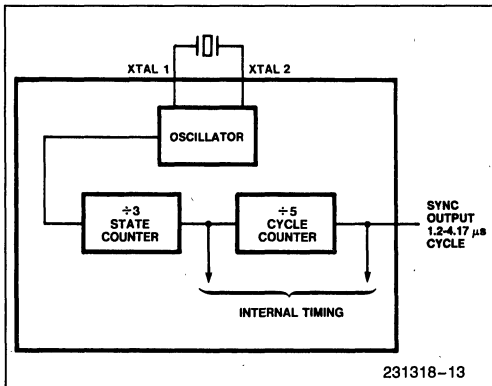 XTAL 1
XTAL 2
OSCILLATOR
÷3
STATE
COUNTER
÷5
CYCLE
COUNTER
SYNC
OUTPUT
1.2-4.17 μs
CYCLE
INTERNAL TIMING
231318-13